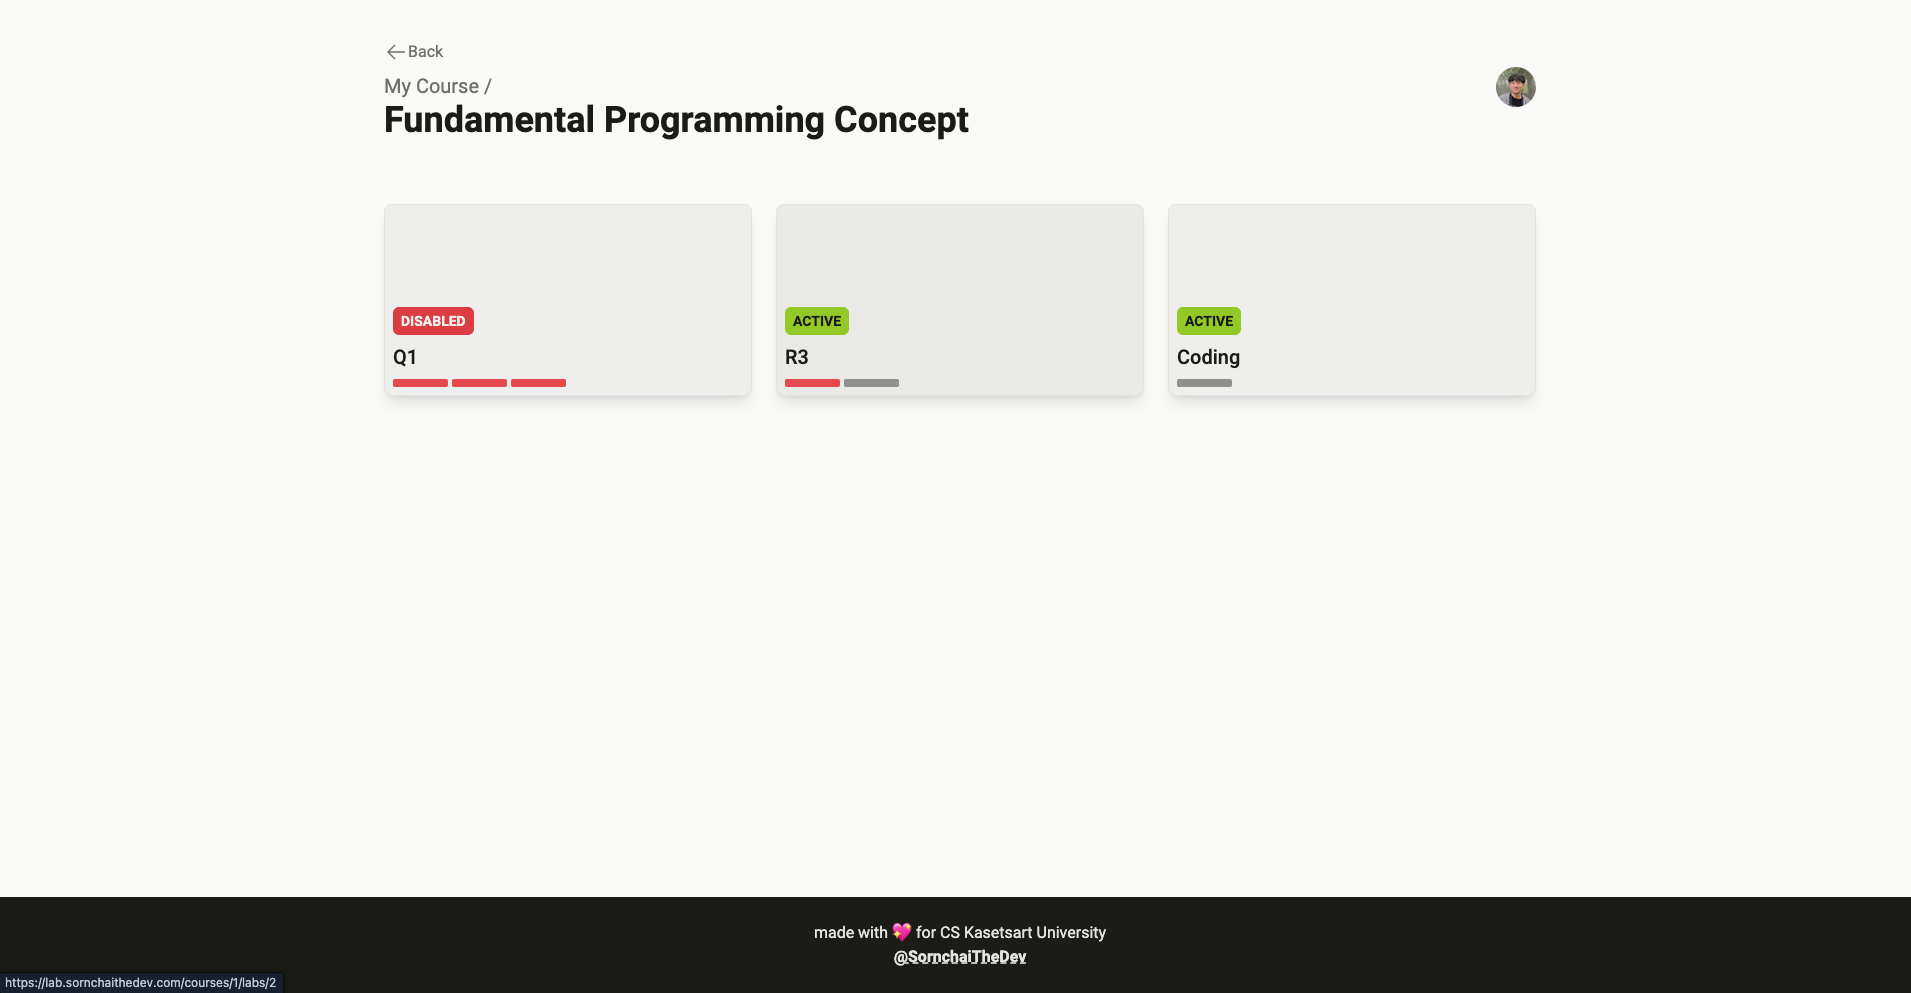 Back
My Course /
Fundamental Programming Concept
DISABLED
Q1
ACTIVE
R3
ACTIVE
Coding
made with 💖 for CS Kasetsart University
@SornchaiTheDev
https://lab.sornchaithedev.com/courses/1/labs/2